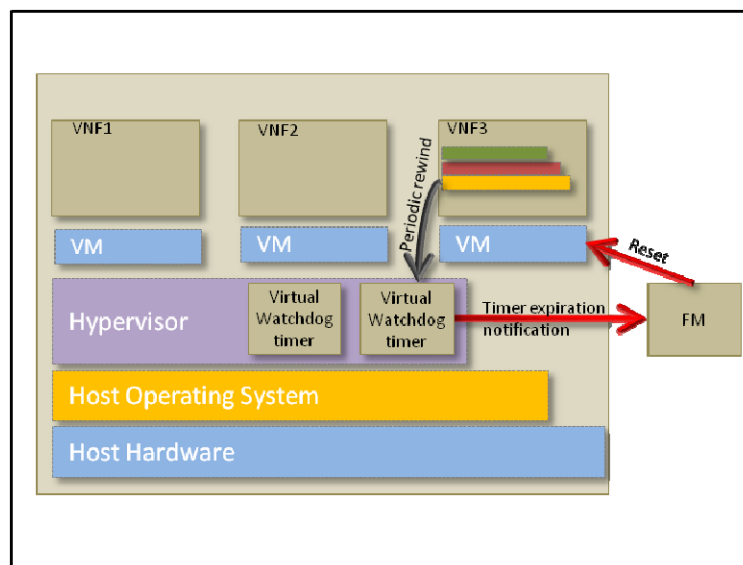 VNF1
VNF2
VNF3
Periodic rewind
VM
VM
VM
Reset
Hypervisor
Virtual
Watchdog
timer
Virtual
Watchdog
timer
Timer expiration
notification
FM
Host Operating System
Host Hardware